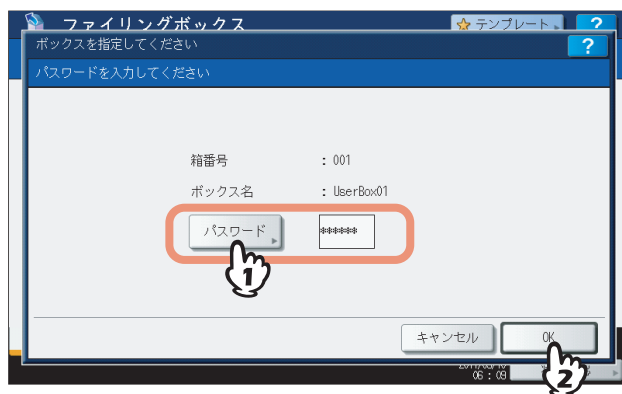 ファイリングボックス
テンプレート
?
ボックスを指定してください
?
パスワードを入力してください
箱番号 : 001
ボックス名 : UserBox01
パスワード ******
1
キャンセル
OK
2
06:09